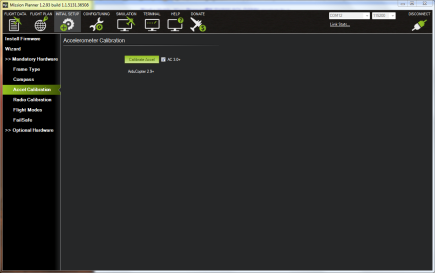 Mission Planner 1.2.93 build 1.1.5131.30508
FLIGHT DATA FLIGHT PLAN INITIAL SETUP CONFIG/TUNING SIMULATION TERMINAL HELP DONATE
COM13 115200 DISCONNECT
Link Stats...
Install Firmware
Wizard
>> Mandatory Hardware
Frame Type
Compass
Accel Calibration
Radio Calibration
Flight Modes
FailSafe
>> Optional Hardware
Accelerometer Calibration
Calibrate Accel AC 3.0+
ArduCopter 2.9+